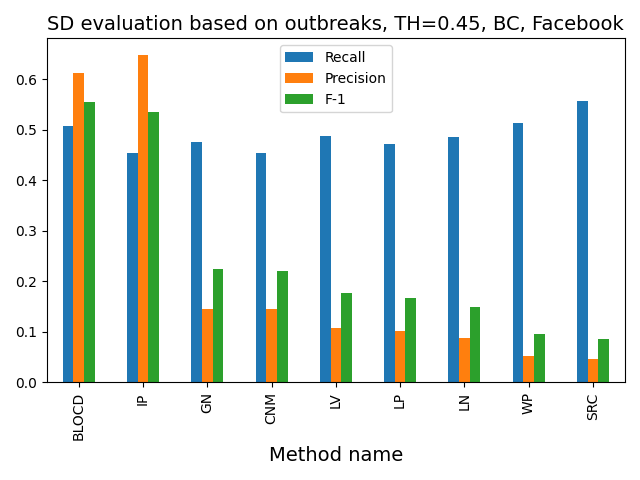 SD evaluation based on outbreaks, TH=0.45, BC, Facebook
Recall
Precision
F-1
0.6
0.5
0.4
0.3
0.2
0.1
0.0
BLOCD
IP
GN
CNM
LV
LP
LN
WP
SRC
Method name